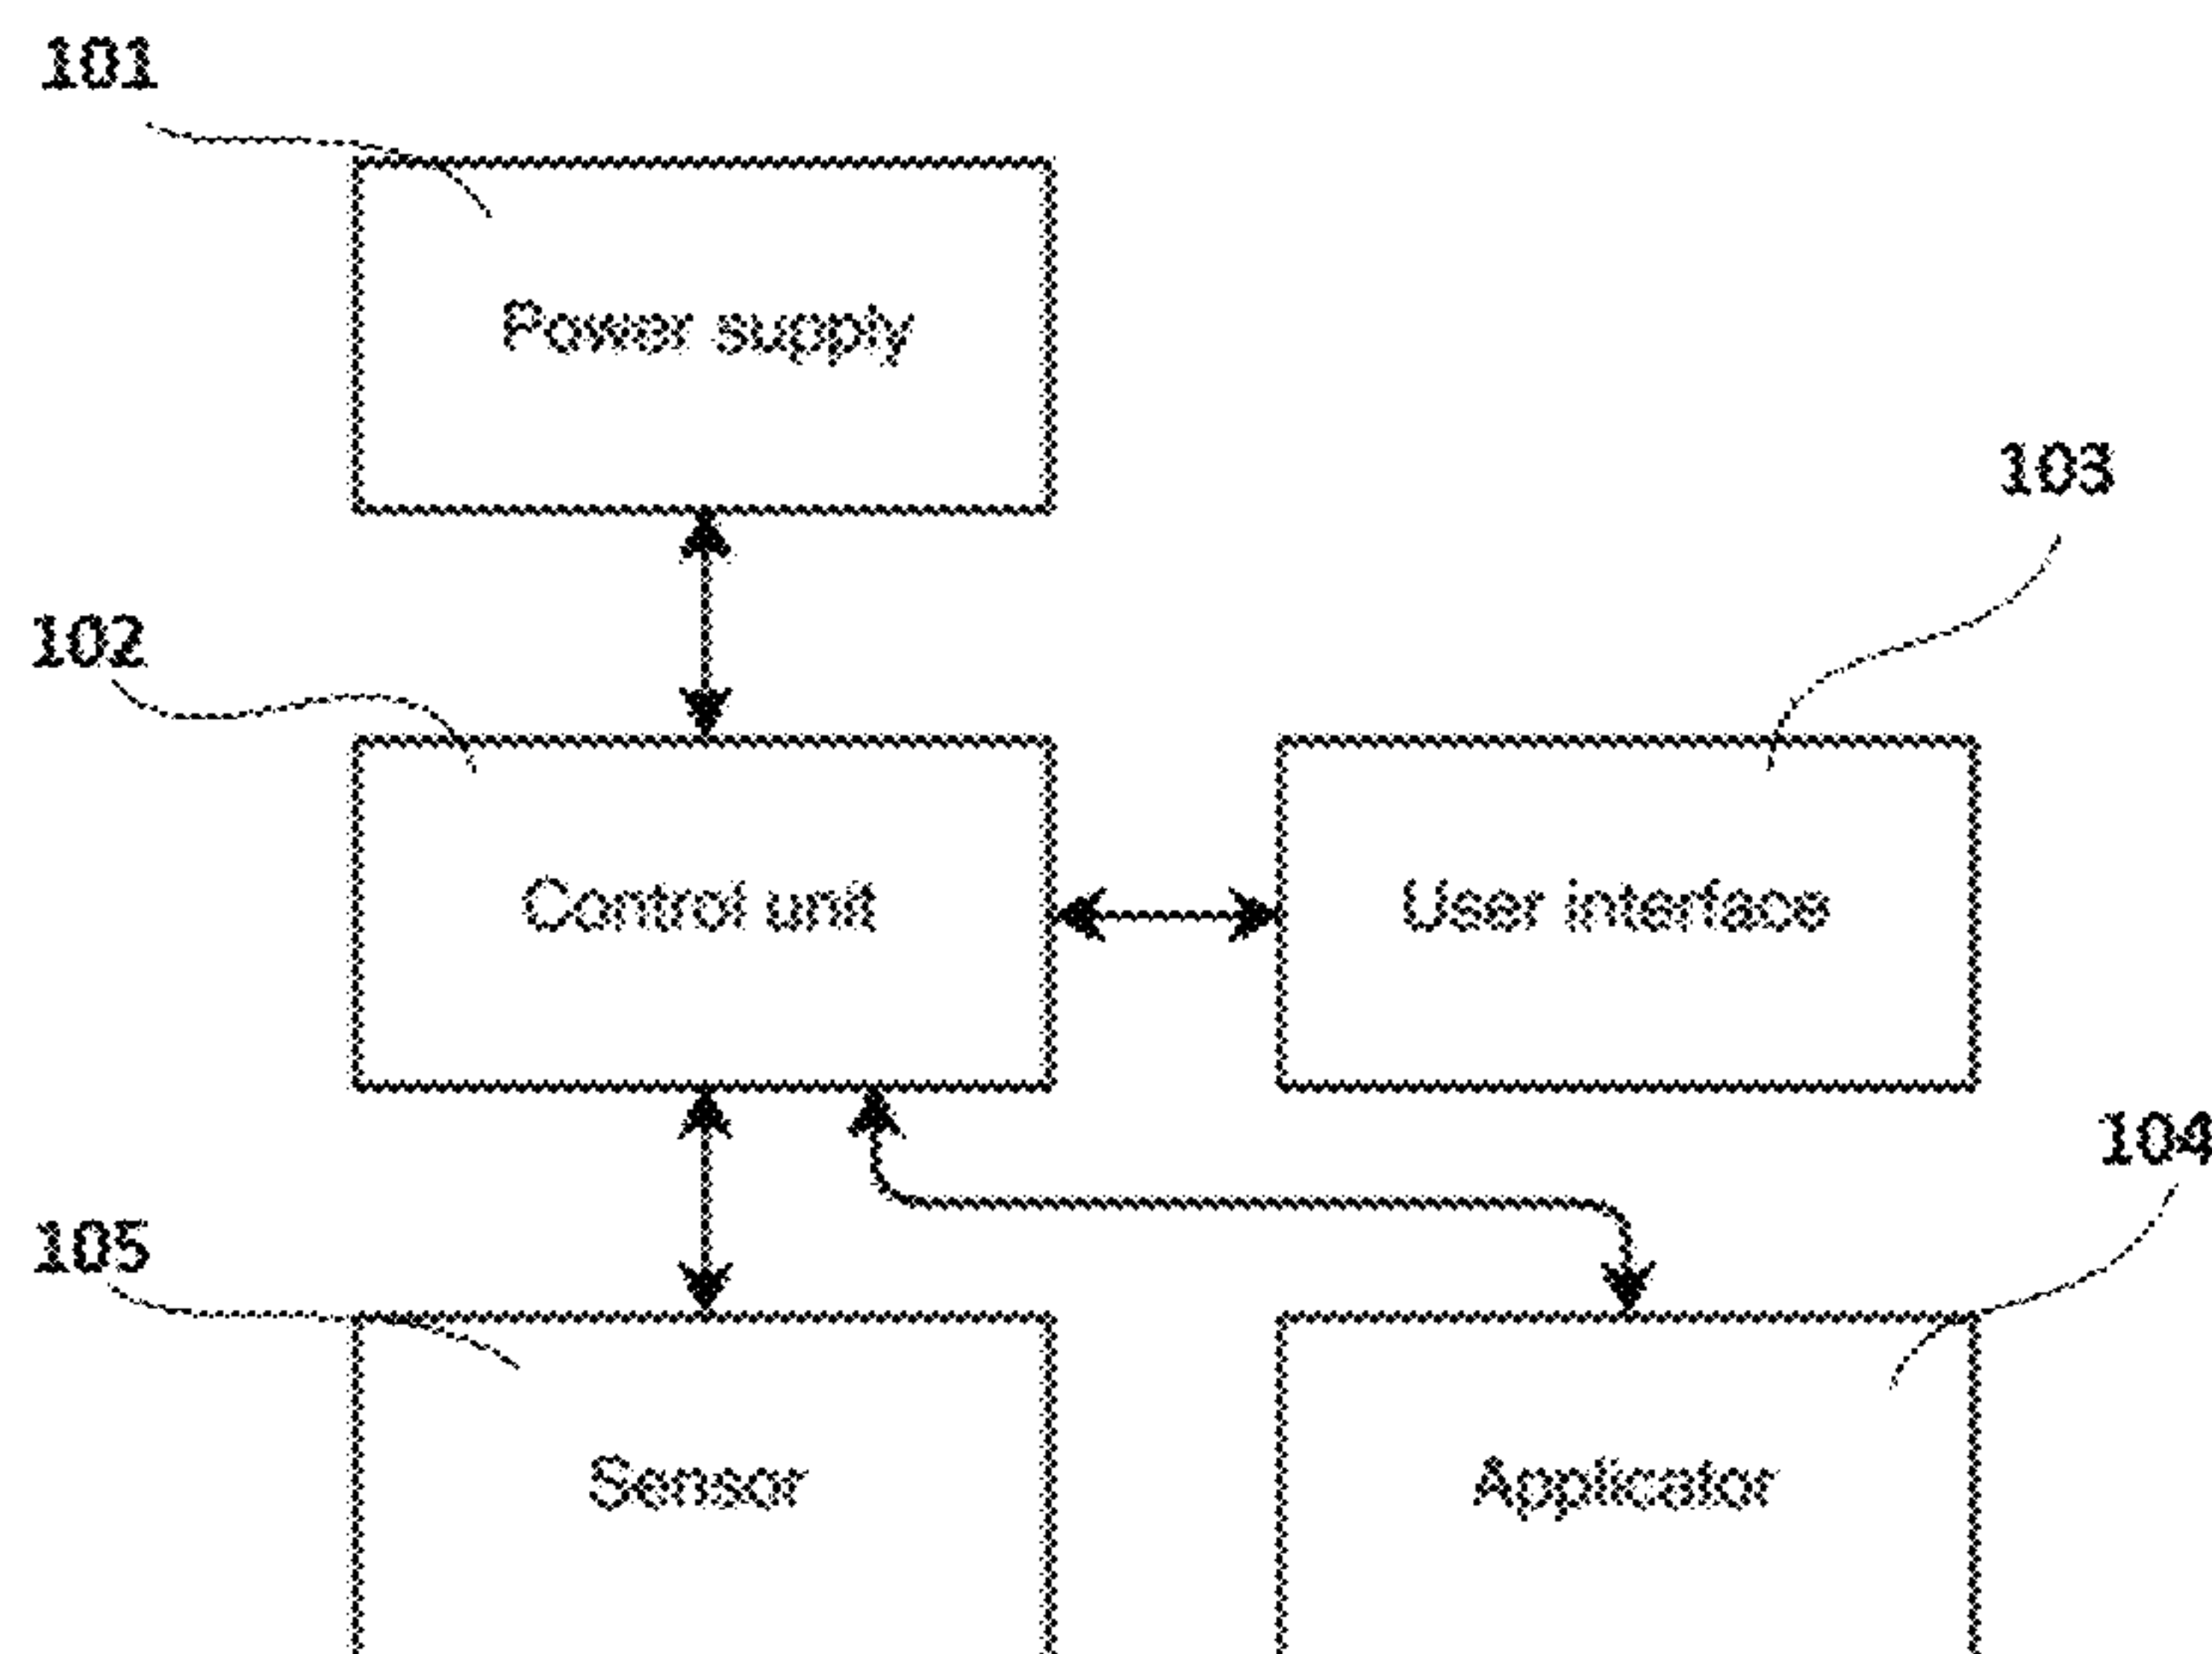 101
Power supply
103
102
Control unit
User interface
104
105
Sensor
Applicator